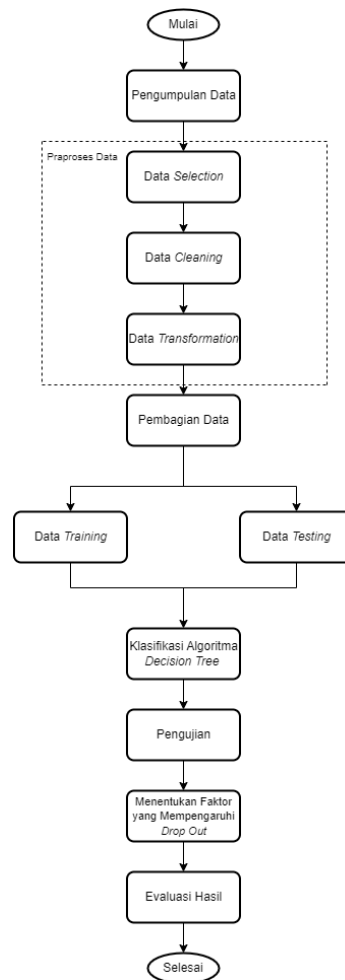 Mulai
Pengumpulan Data
Praproses Data
Data Selection
Data Cleaning
Data Transformation
Pembagian Data
Data Training
Data Testing
Klasifikasi Algoritma
Decision Tree
Pengujian
Menentukan Faktor
yang Mempengaruhi
Drop Out
Evaluasi Hasil
Selesai